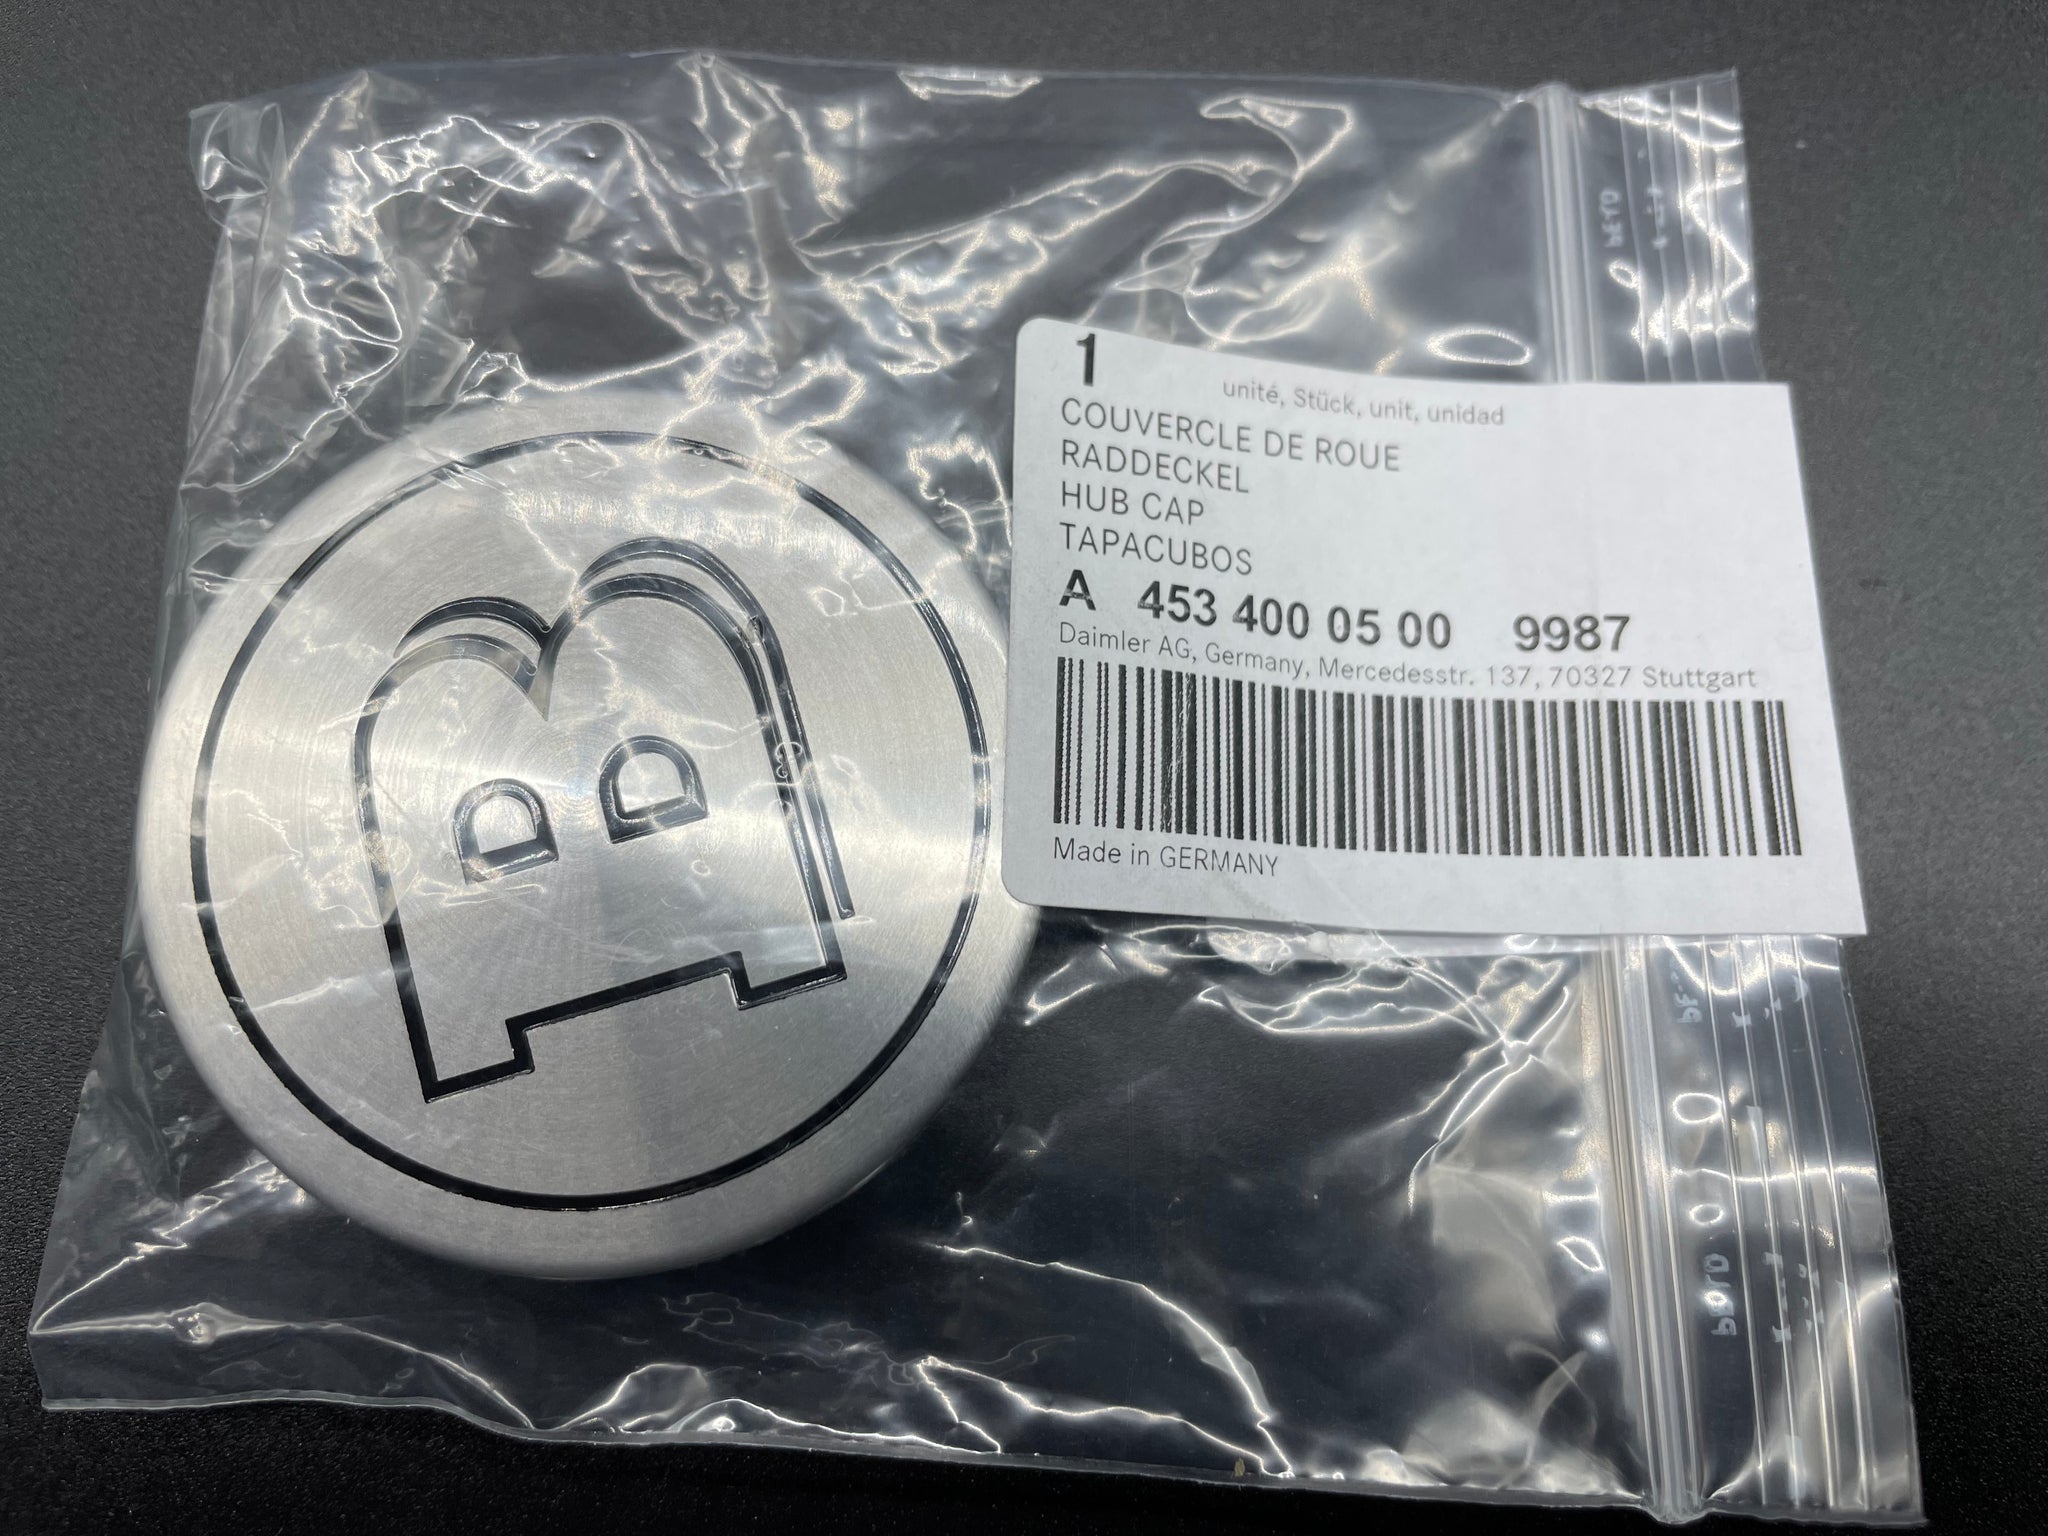 B
1
unité, Stück, unit, unidad
COUVERCLE DE ROUE
RADDECKEL
HUB CAP
TAPACUBOS
A 453 400 05 00 9987
Daimler AG, Germany, Mercedesstr. 137, 70327 Stuttgart
Made in GERMANY